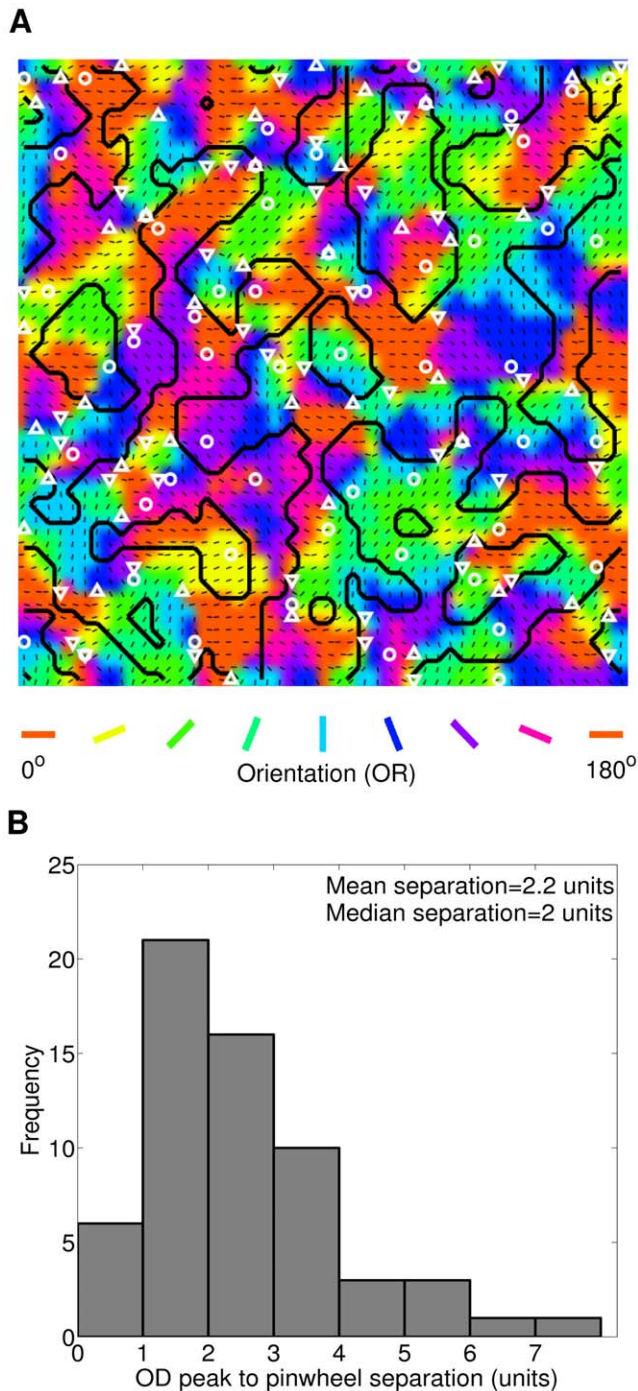 A
0° 180°
Orientation (OR)
B
Mean separation=2.2 units
Median separation=2 units
25
20
15
10
5
0
Frequency
0 1 2 3 4 5 6 7
OD peak to pinwheel separation (units)